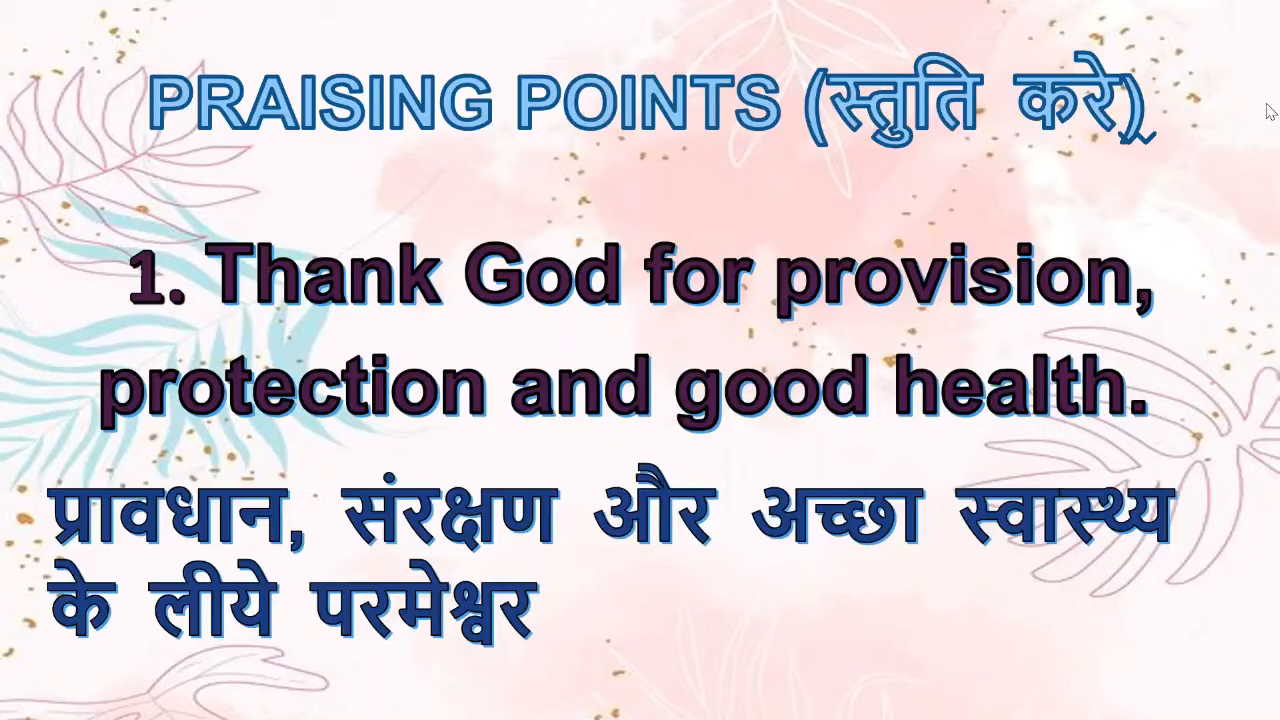 PRAISING POINTS (स्तुति करे)
1. Thank God for provision,
protection and good health.
प्रावधान, संरक्षण और अच्छा स्वास्थ्य
के लीये परमेश्वर